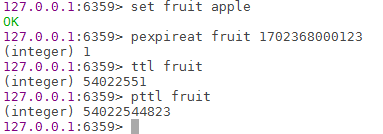 127.0.0.1:6359> set fruit apple
OK
127.0.0.1:6359> pexpireat fruit 1702368000123
(integer) 1
127.0.0.1:6359> ttl fruit
(integer) 54022551
127.0.0.1:6359> pttl fruit
(integer) 54022544823
127.0.0.1:6359>